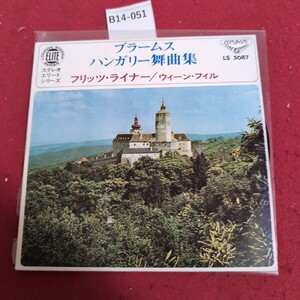 B14-051
ELITE
ステレオ
エリート
シリーズ
ブラームス
ハンガリー舞曲集
フリッツ・ライナー/ウィーン・フィル
LONDON
LS 5087